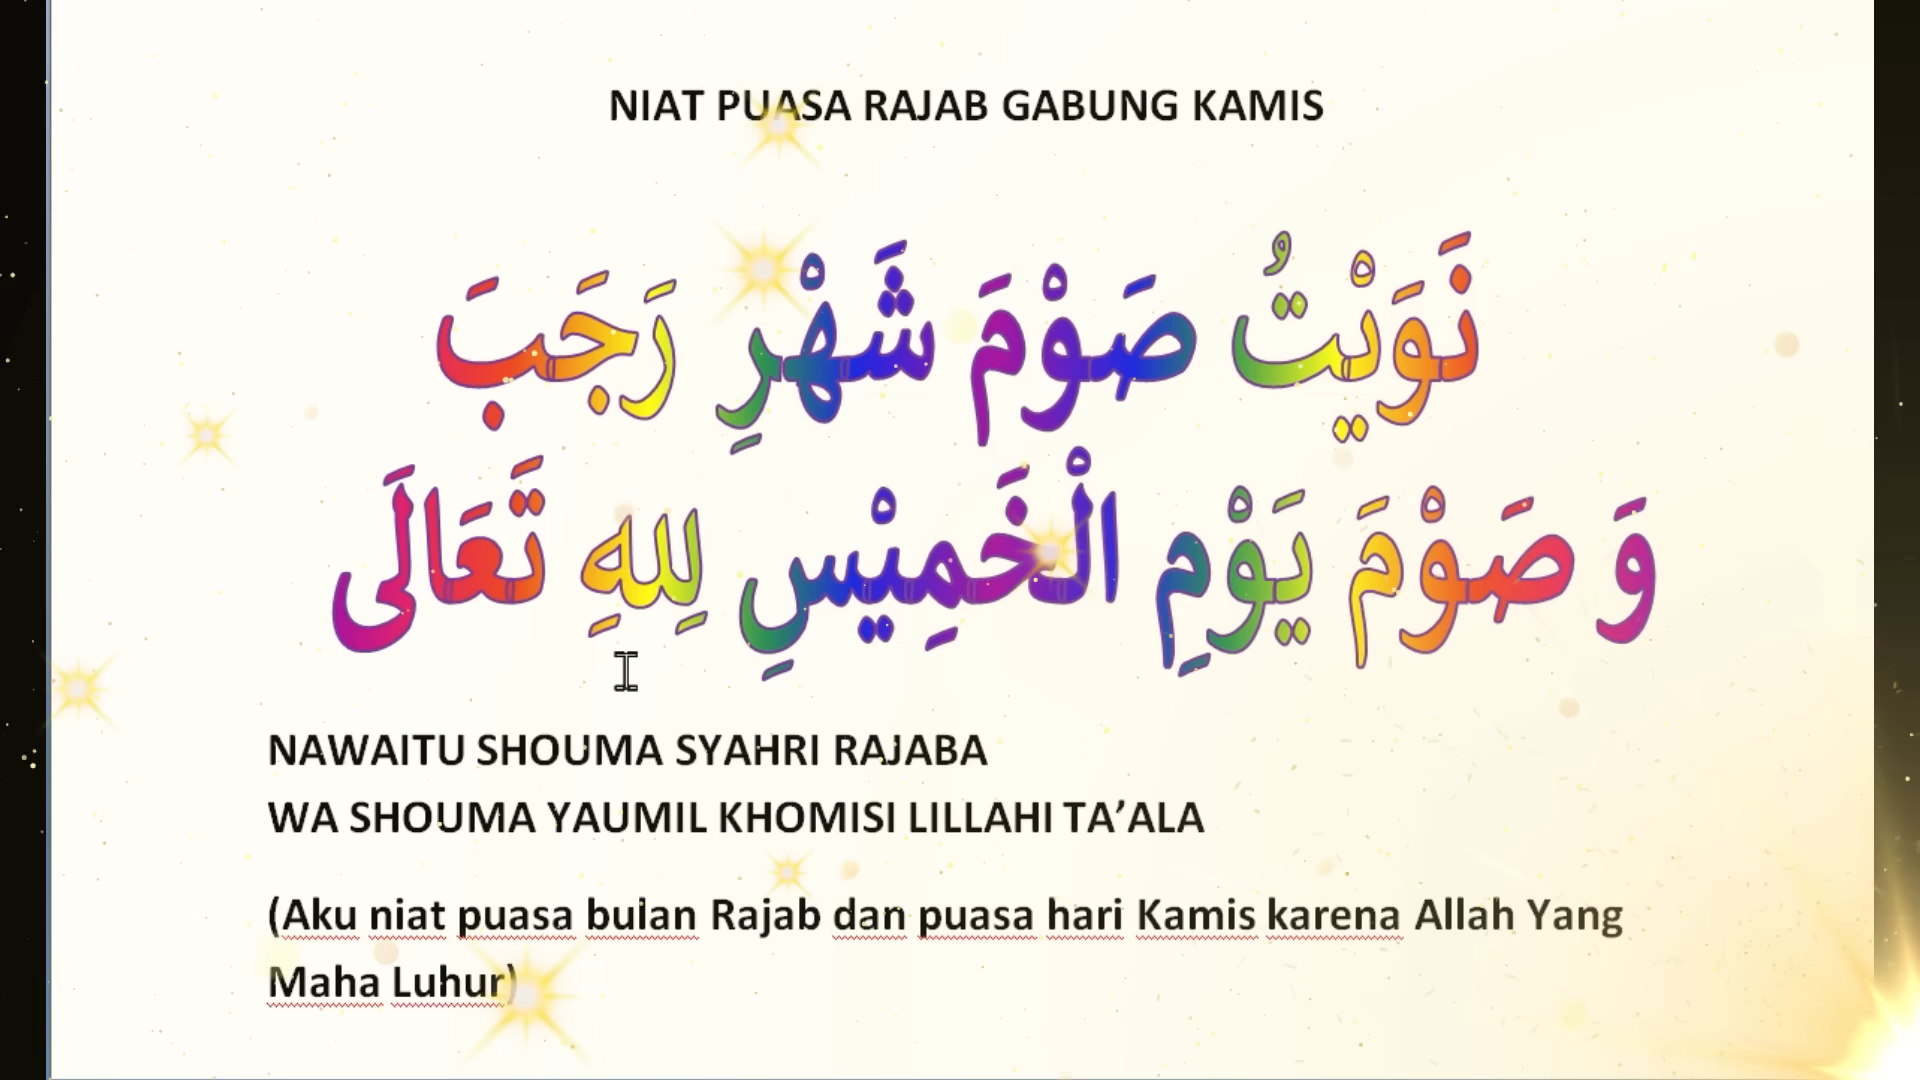 NIAT PUASA RAJAB GABUNG KAMIS
نَوَيْتُ صَوْمَ شَهْرِ رَجَبَ
وَ صَوْمَ يَوْمِ الْخَمِيْسِ لِلهِ تَعَالَى
NAWAITU SHOUMA SYAHRI RAJABA
WA SHOUMA YAUMIL KHOMISI LILLAHI TA’ALA
(Aku niat puasa bulan Rajab dan puasa hari Kamis karena Allah Yang
Maha Luhur)